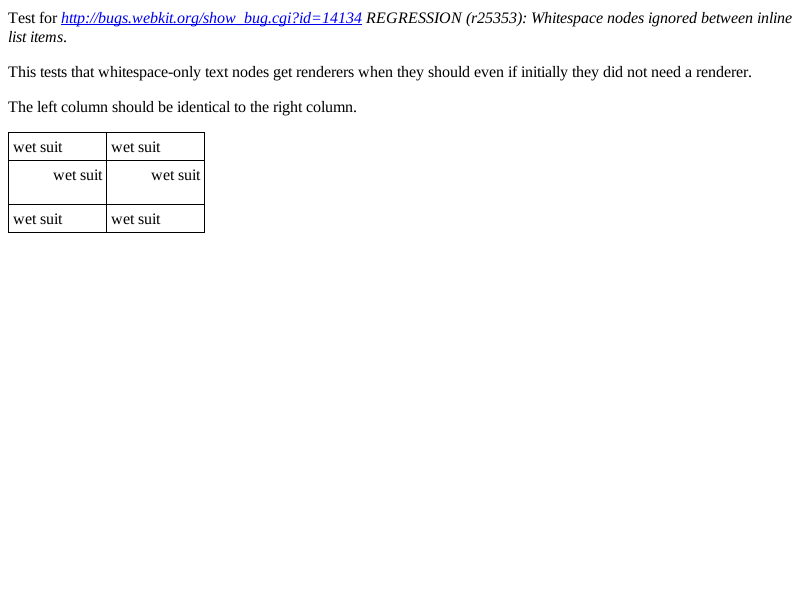 Test for http://bugs.webkit.org/show_bug.cgi?id=14134 REGRESSION (r25353): Whitespace nodes ignored between inline
list items.
This tests that whitespace-only text nodes get renderers when they should even if initially they did not need a renderer.
The left column should be identical to the right column.
wet suit wet suit
wet suit wet suit
wet suit wet suit